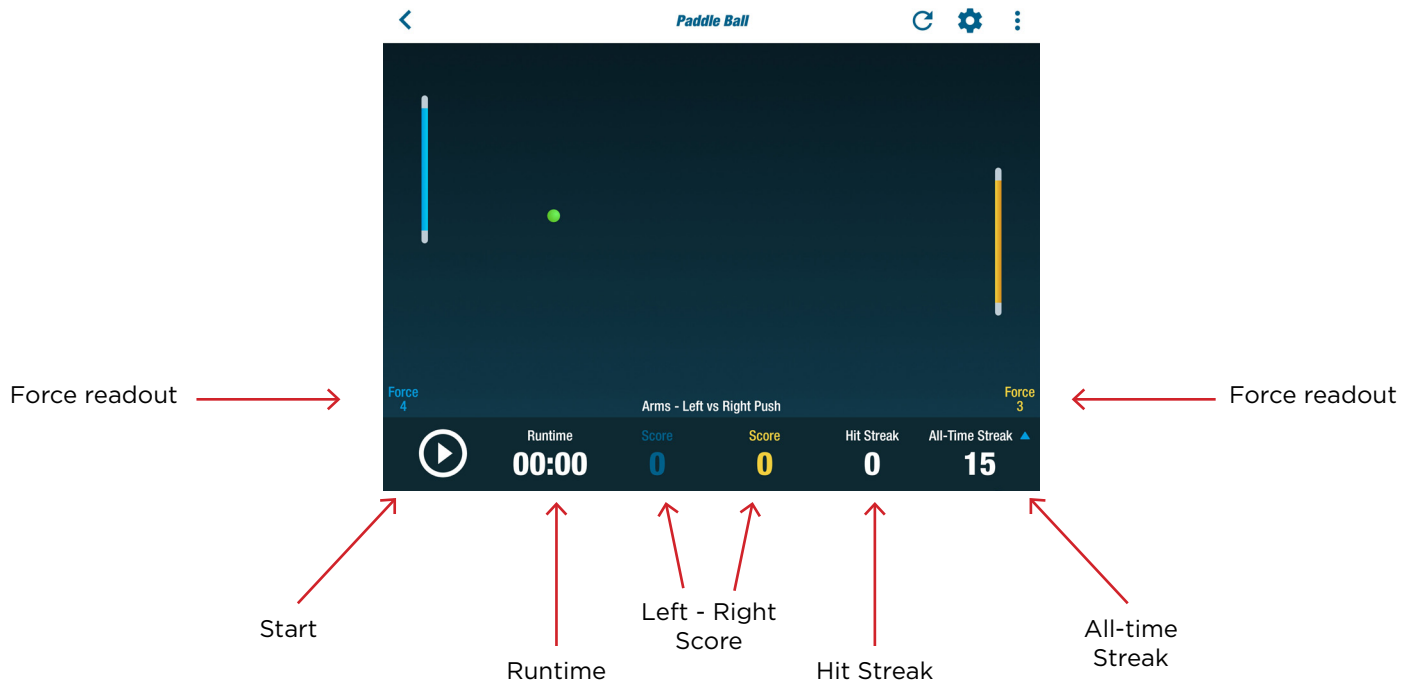 Paddle Ball
Force readout
Force
4
Arms - Left vs Right Push
Force
3
Force readout
Runtime
00:00
Score
0
Score
0
Hit Streak
0
All-Time Streak
15
Start
Runtime
Left - Right
Score
Hit Streak
All-time
Streak